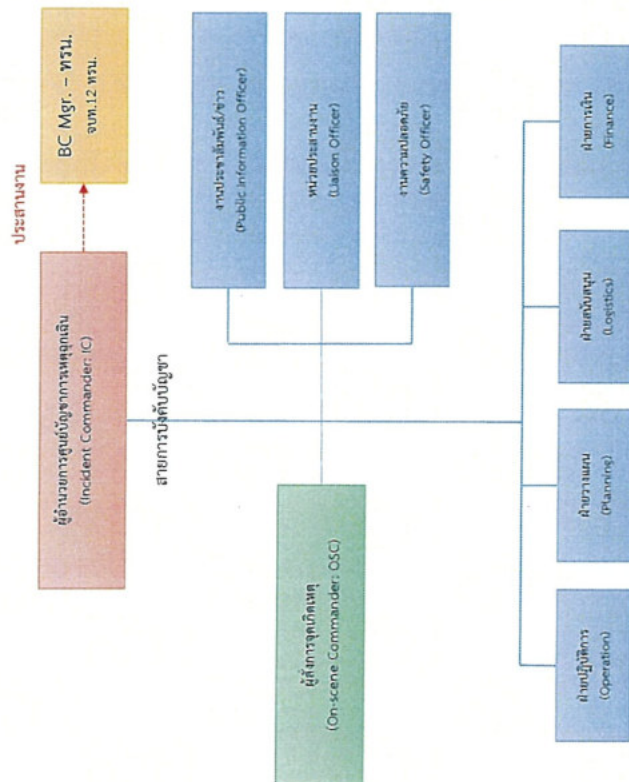 ผู้อำนวยการศูนย์บัญชาการเหตุฉุกเฉิน
(Incident Commander: IC)
ประสานงาน
BC Mgr. – ทรน.
จบท.12 ทรน.
สายการบังคับบัญชา
ผู้สั่งการจุดเกิดเหตุ
(On-scene Commander: OSC)
งานประชาสัมพันธ์/ข่าว
(Public Information Officer)
หน่วยประสานงาน
(Liaison Officer)
งานความปลอดภัย
(Safety Officer)
ฝ่ายปฏิบัติการ
(Operation)
ฝ่ายวางแผน
(Planning)
ฝ่ายสนับสนุน
(Logistics)
ฝ่ายการเงิน
(Finance)